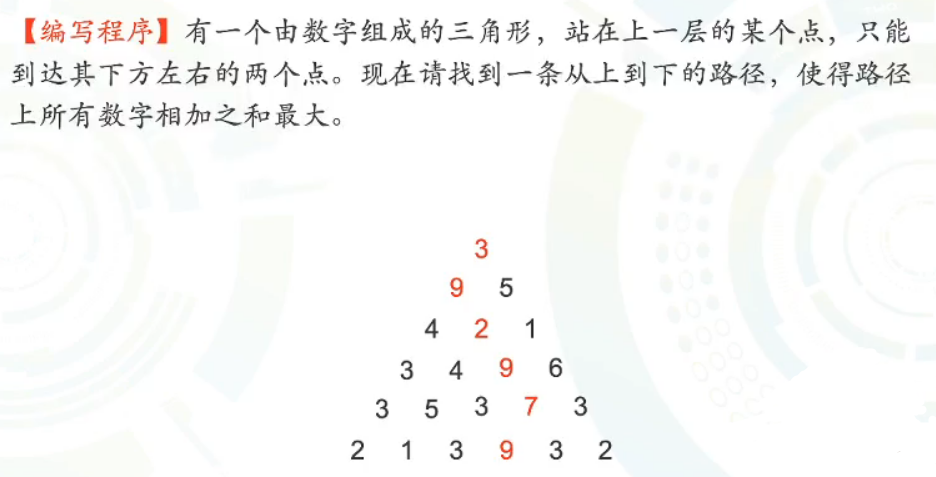 【编写程序】有一个由数字组成的三角形，站在上一层的某个点，只能
到达其下方左右的两个点。现在请找到一条从上到下的路径，使得路径
上所有数字相加之和最大。
3
9 5
4 2 1
3 4 9 6
3 5 3 7 3
2 1 3 9 3 2